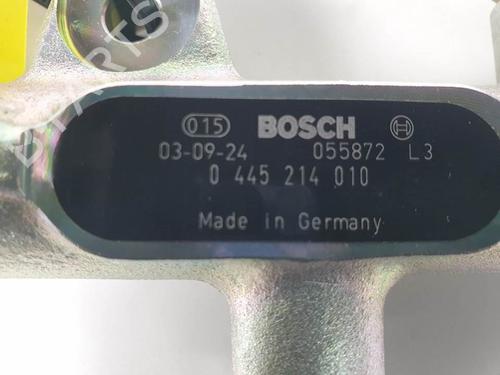 015 BOSCH
03-09-24 055872 L3
0 445 214 010
Made in Germany